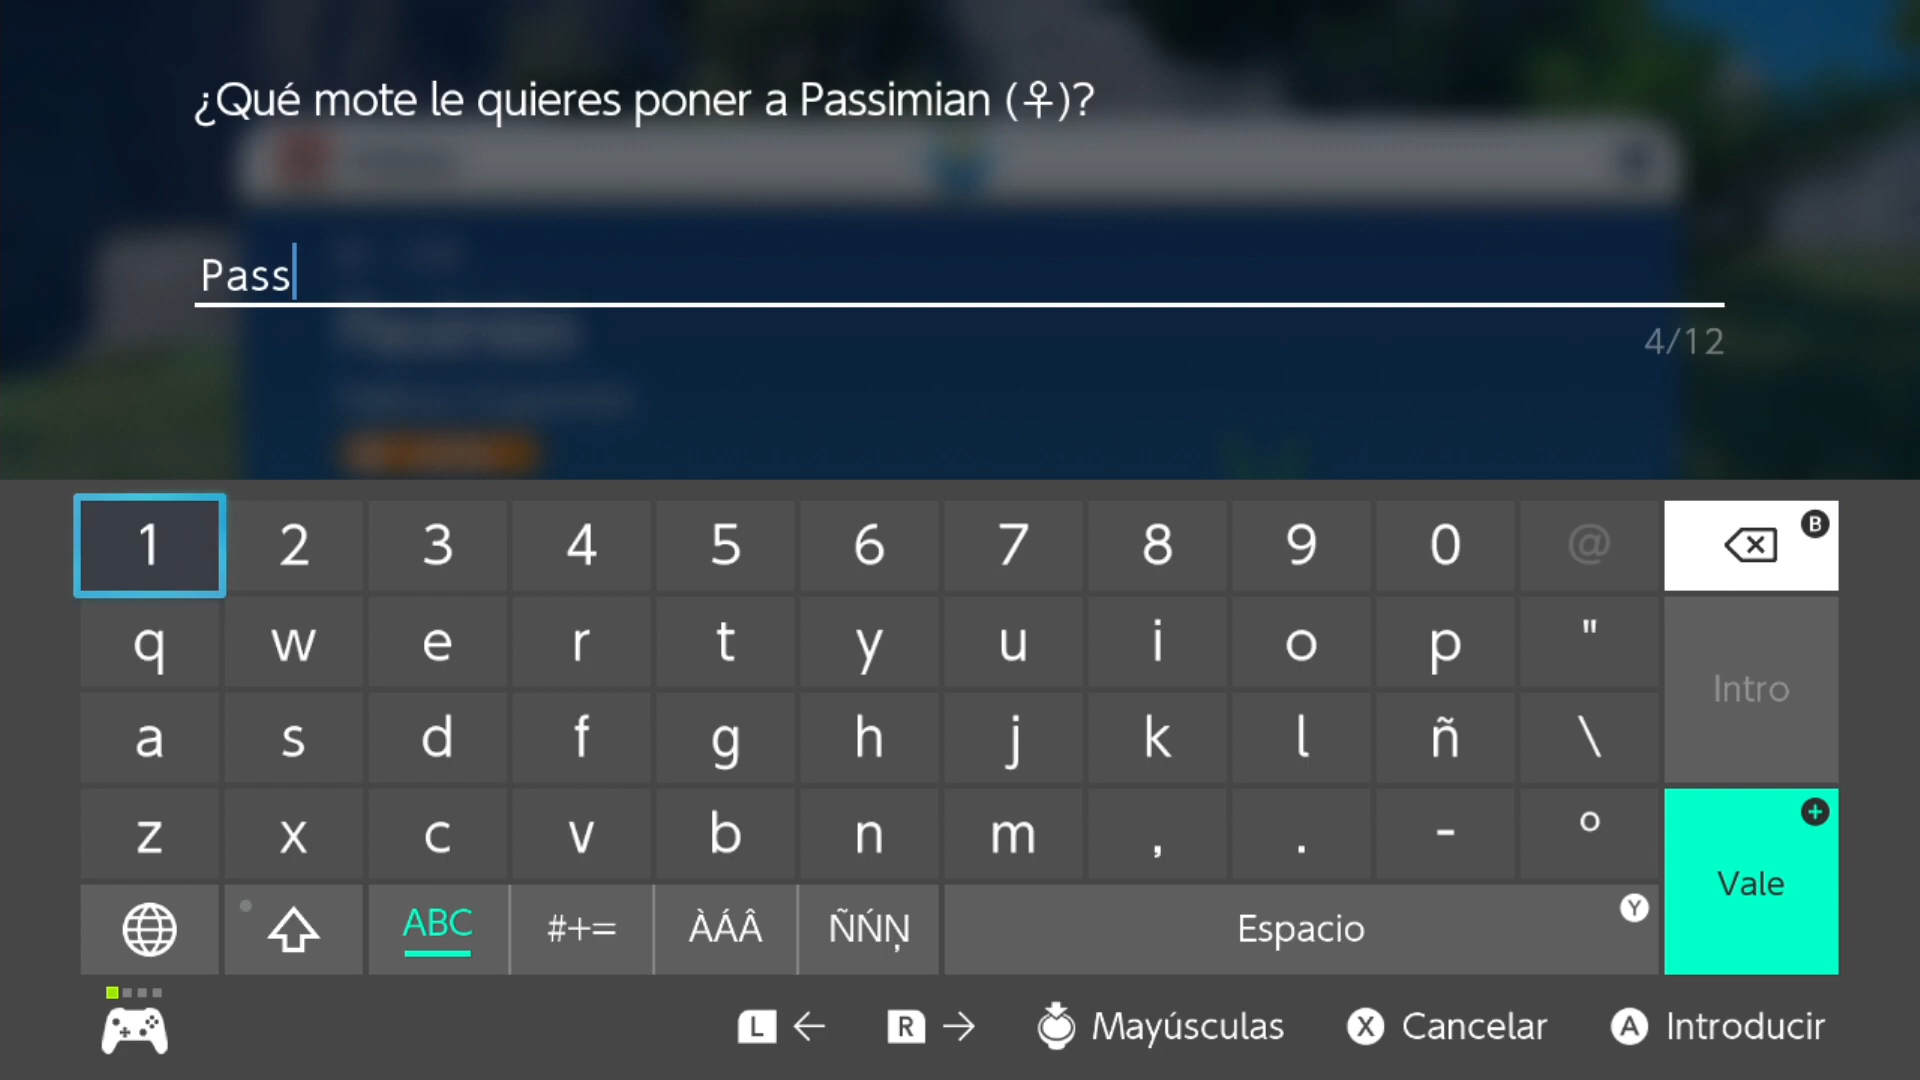 ¿Qué mote le quieres poner a Passimian (♀)?
Pass
4/12
1 2 3 4 5 6 7 8 9 0 @ B
q w e r t y u i o p "
Intro
a s d f g h j k l ñ \
z x c v b n m , . - º +
Vale
ABC #+= ÀÁÂ ÑŃŅ Espacio Y
L ← R → Mayúsculas X Cancelar A Introducir